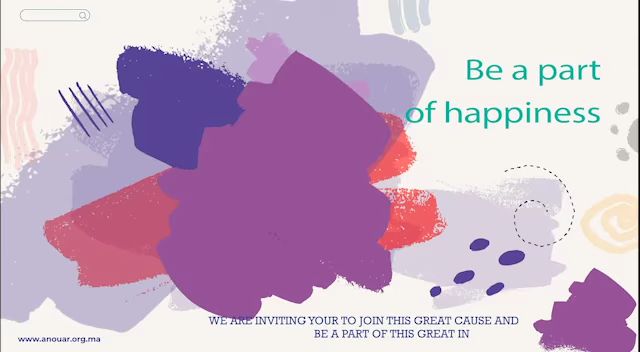 Be a part
of happiness
WE ARE INVITING YOUR TO JOIN THIS GREAT CAUSE AND
BE A PART OF THIS GREAT IN
www.anouar.org.ma